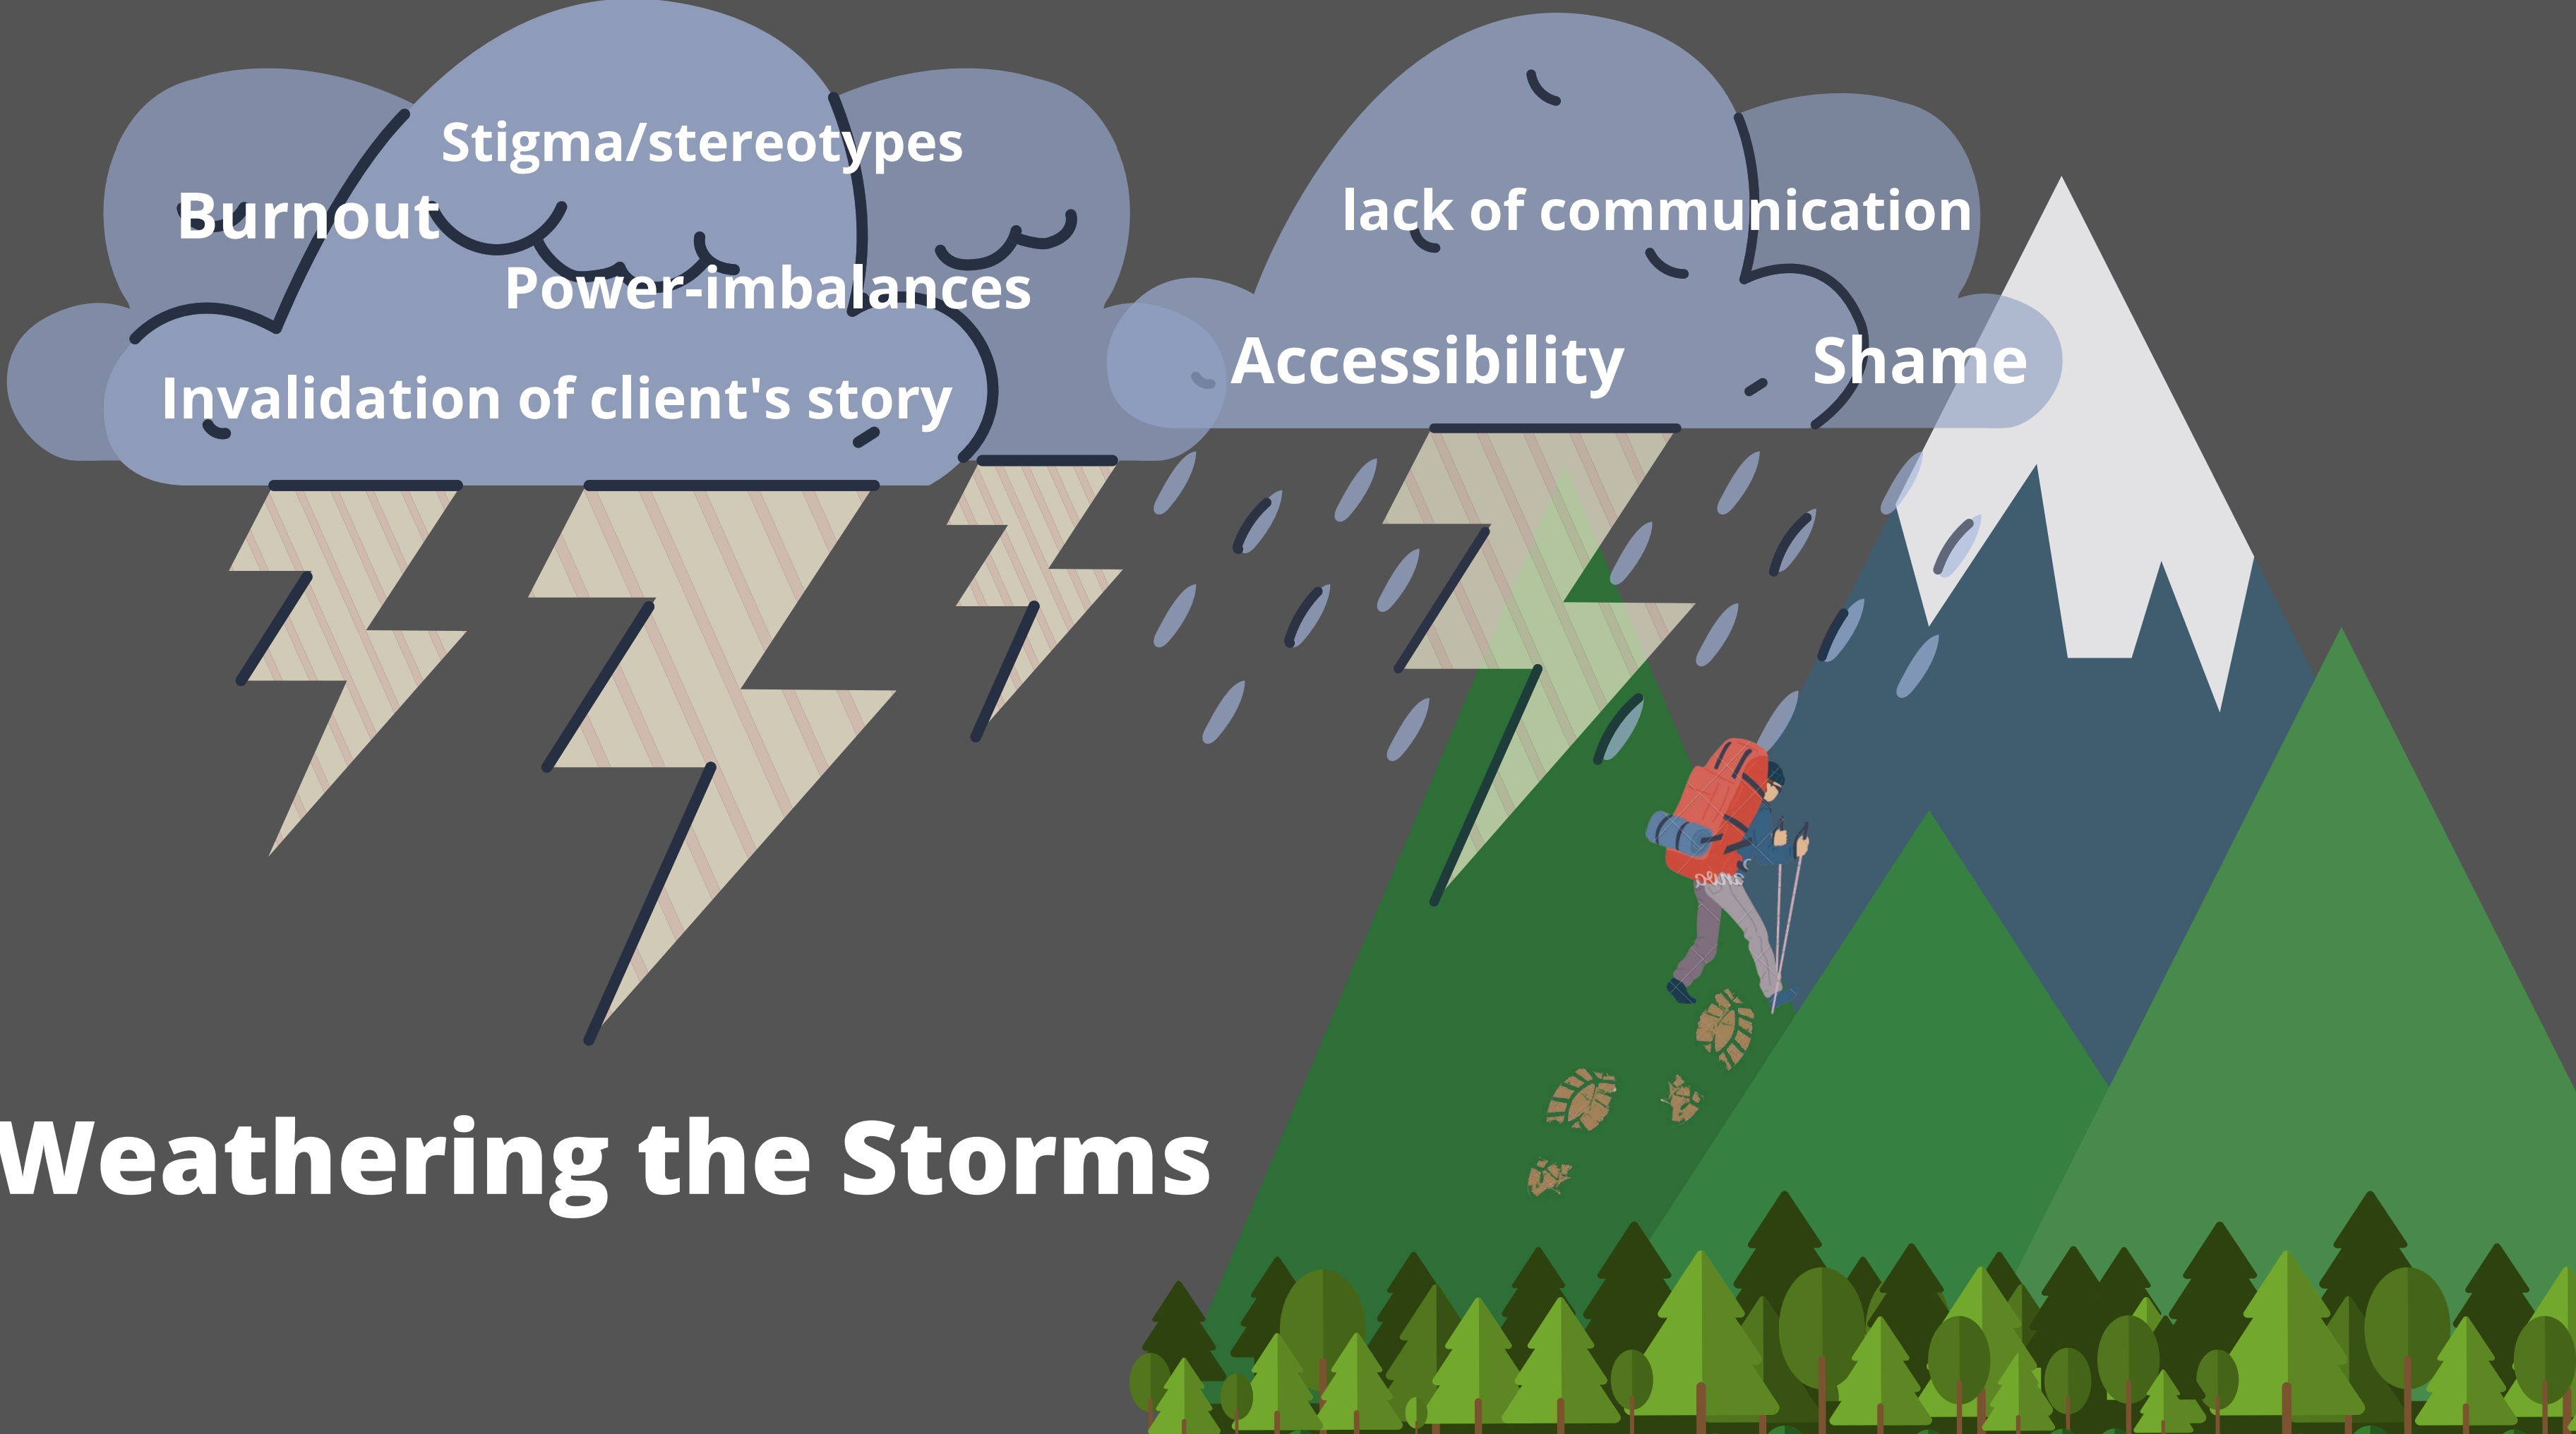 Stigma/stereotypes
Burnout
Power-imbalances
Invalidation of client's story
lack of communication
Accessibility
Shame
Weathering the Storms